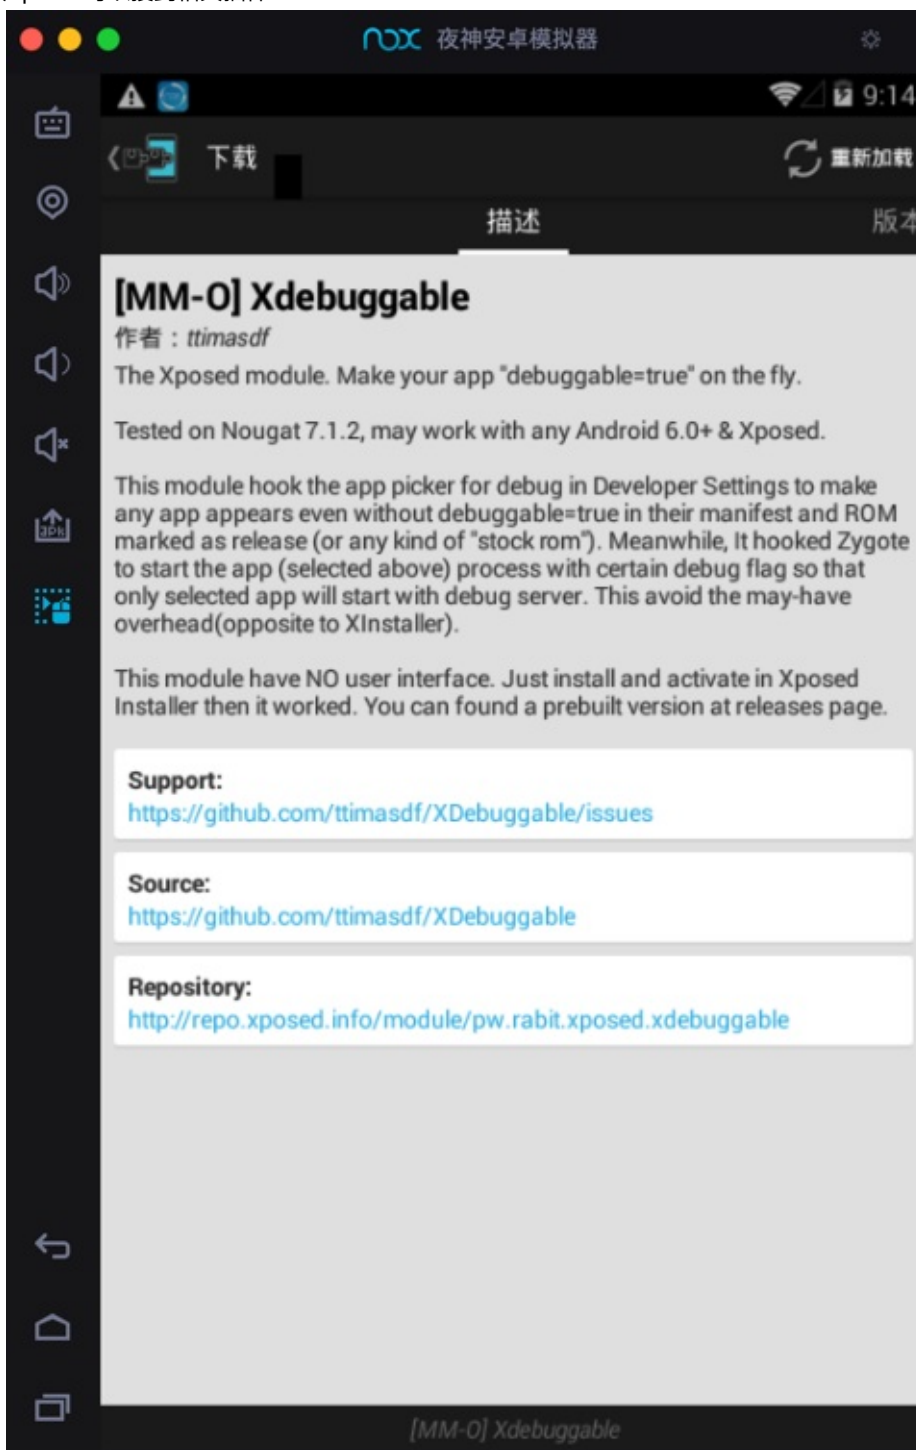 nox 夜神安卓模拟器
9:14
下载
重新加载
描述
[MM-O] Xdebuggable
作者：ttimasdf
The Xposed module. Make your app "debuggable=true" on the fly.
Tested on Nougat 7.1.2, may work with any Android 6.0+ & Xposed.
This module hook the app picker for debug in Developer Settings to make
any app appears even without debuggable=true in their manifest and ROM
marked as release (or any kind of "stock rom"). Meanwhile, It hooked Zygote
to start the app (selected above) process with certain debug flag so that
only selected app will start with debug server. This avoid the may-have
overhead(opposite to XInstaller).
This module have NO user interface. Just install and activate in Xposed
Installer then it worked. You can found a prebuilt version at releases page.
Support:
https://github.com/ttimasdf/XDebuggable/issues
Source:
https://github.com/ttimasdf/XDebuggable
Repository:
http://repo.xposed.info/module/pw.rabit.xposed.xdebuggable
[MM-O] Xdebuggable